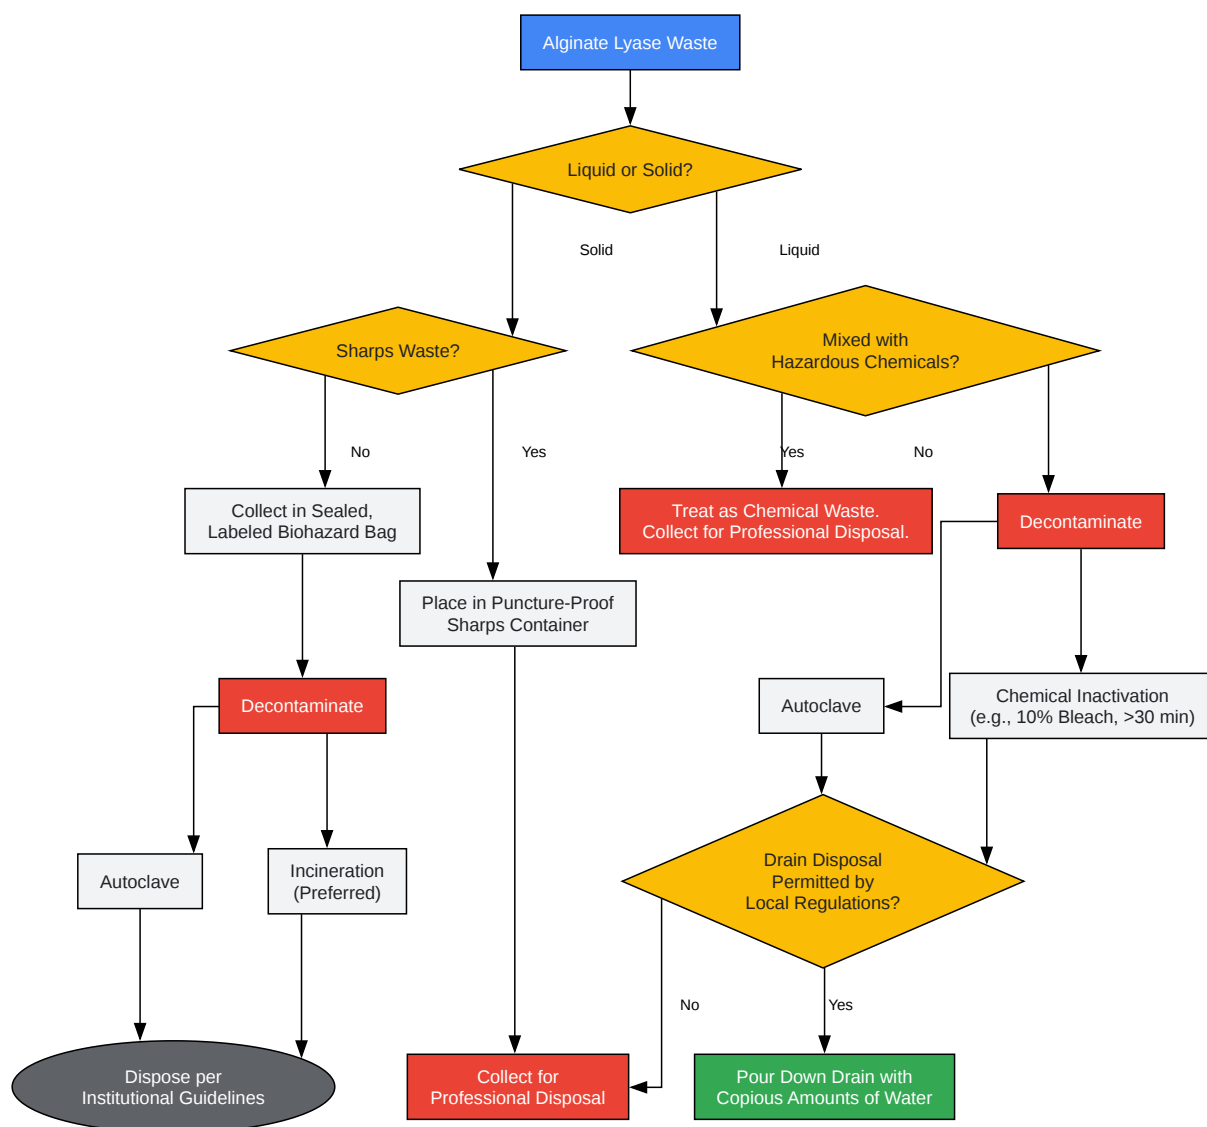 Alginate Lyase Waste
Liquid or Solid?
Solid
Liquid
Sharps Waste?
Mixed with
Hazardous Chemicals?
No
Yes
Yes
No
Collect in Sealed,
Labeled Biohazard Bag
Treat as Chemical Waste.
Collect for Professional Disposal.
Decontaminate
Place in Puncture-Proof
Sharps Container
Decontaminate
Autoclave
Chemical Inactivation
(e.g., 10% Bleach, >30 min)
Autoclave
Incineration
(Preferred)
Drain Disposal
Permitted by
Local Regulations?
No
Yes
Dispose per
Institutional Guidelines
Collect for
Professional Disposal
Pour Down Drain with
Copious Amounts of Water